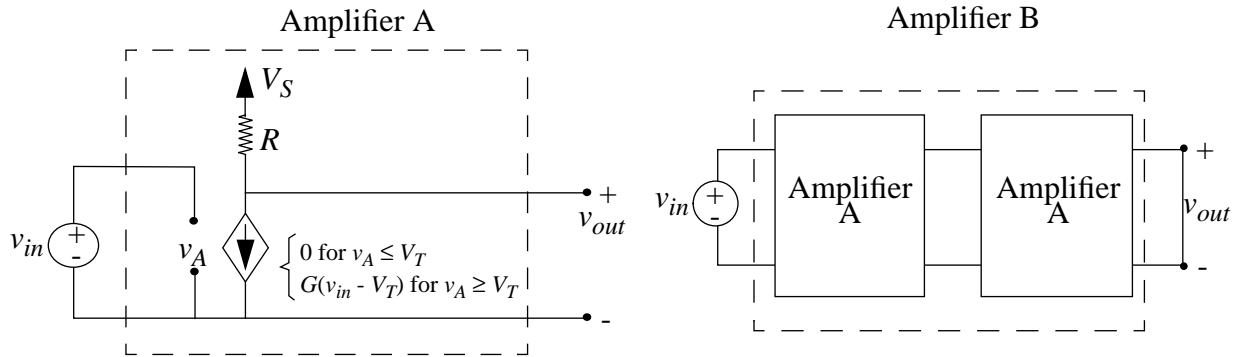 Amplifier A
V_S
R
v_in
+
-
v_A
0 for v_A ≤ V_T
G(v_in - V_T) for v_A ≥ V_T
+
v_out
-
Amplifier B
v_in
+
-
Amplifier
A
Amplifier
A
+
v_out
-